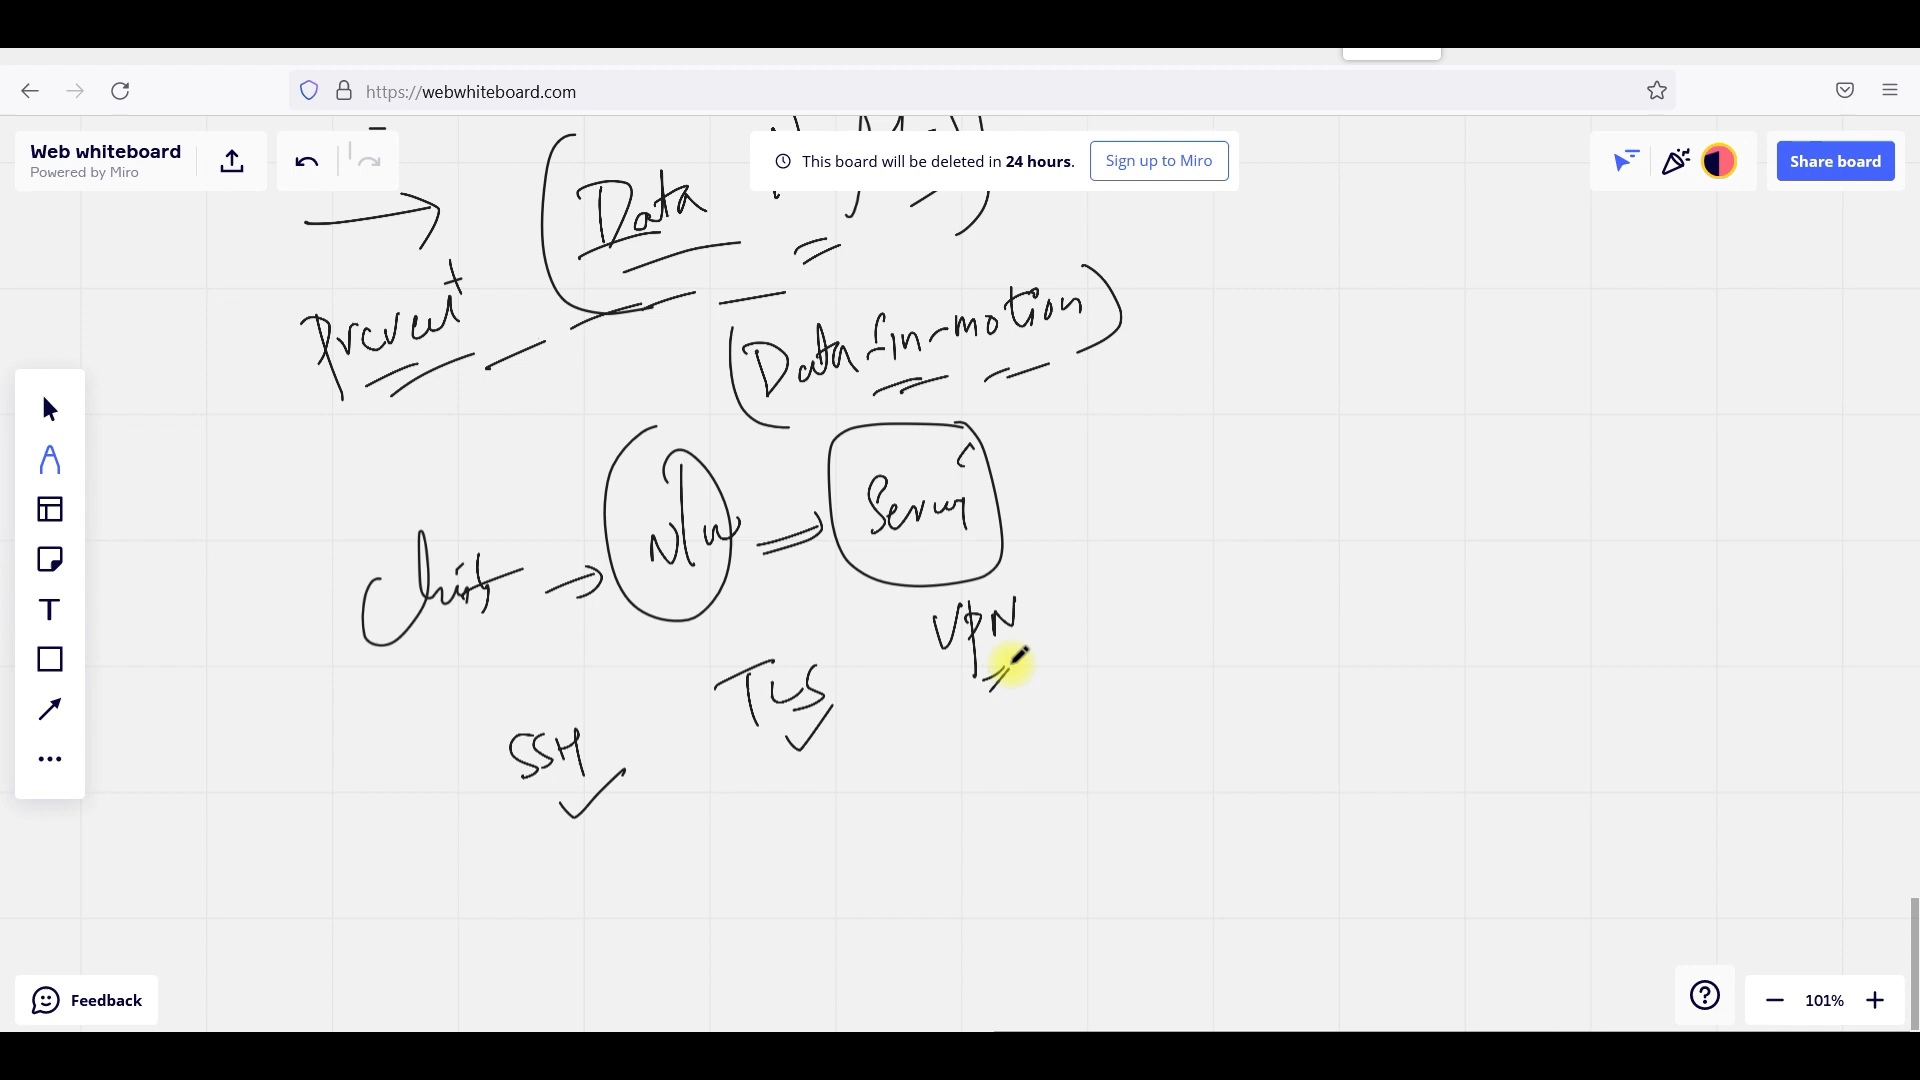 https://webwhiteboard.com
Web whiteboard
Powered by Miro
This board will be deleted in 24 hours.
Sign up to Miro
Share board
Data
Prevent
Data-in-motion
N/w
Server
Client
VPN
TLS
SSH
T
Feedback
101%